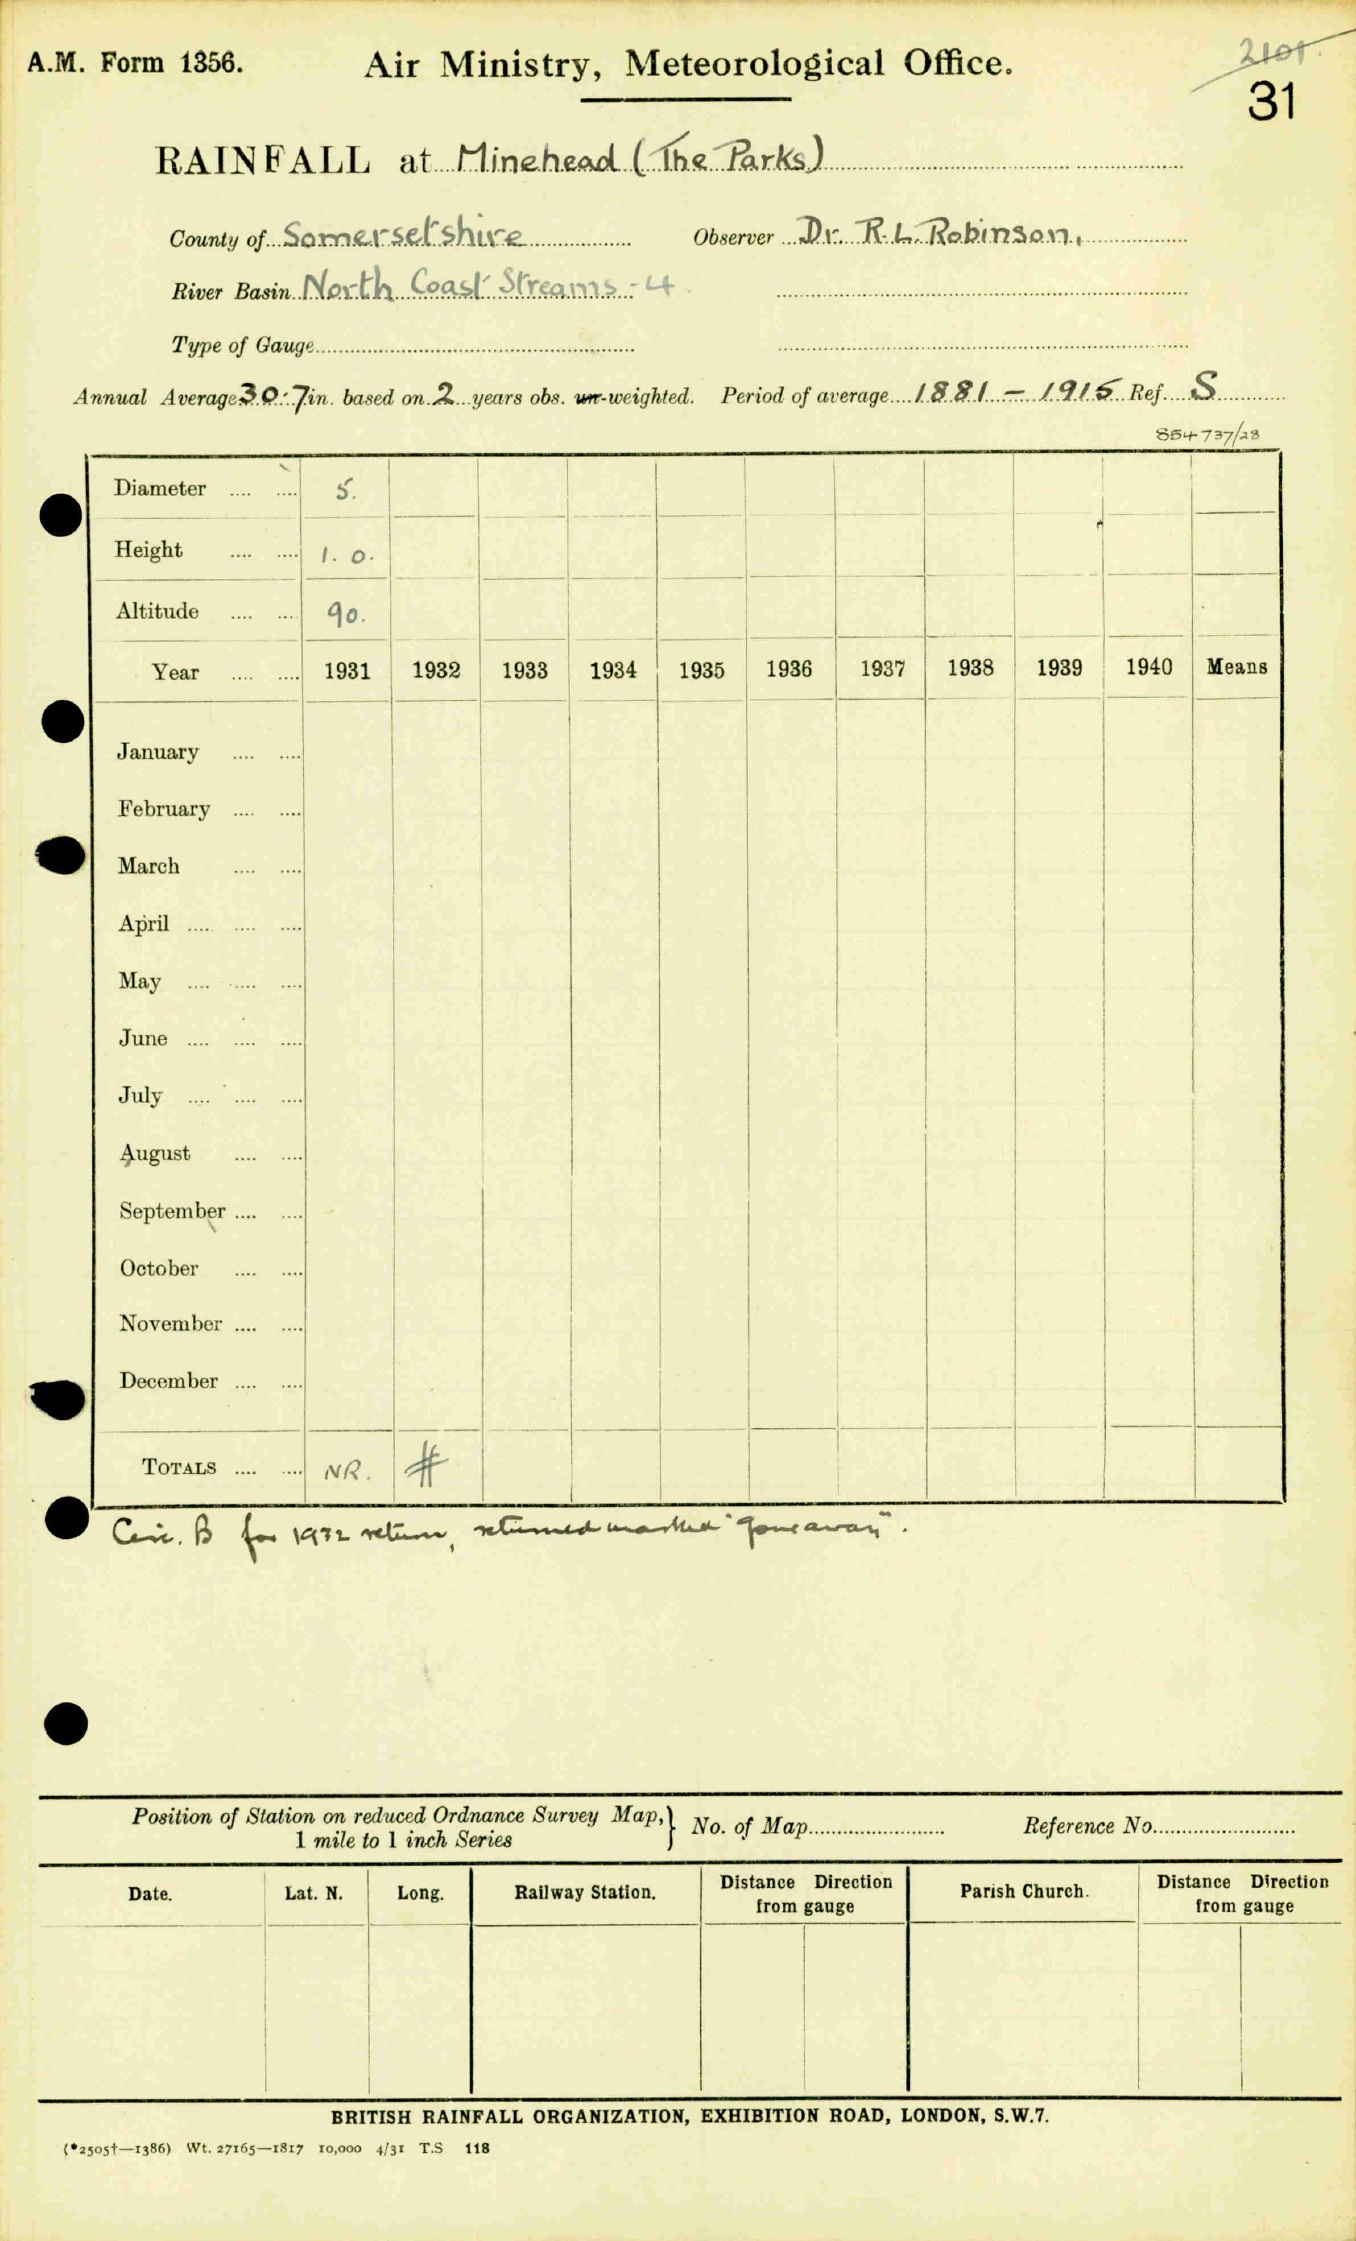 A.M. Form 1356.
Air Ministry, Meteorological Office.
2101.
31
RAINFALL at Minehead (The Parks)
County of Somersetshire Observer Dr. R. L. Robinson,
River Basin North Coast Streams - 4.
Type of Gauge
Annual Average 30.7 in. based on 2 years obs. un-weighted. Period of average 1881 - 1915 Ref. S
854737/28
Diameter .... .... 5.
Height .... .... 1. 0.
Altitude .... .... 90.
Year .... .... 1931 1932 1933 1934 1935 1936 1937 1938 1939 1940 Means
January .... ....
February .... ....
March .... ....
April .... .... ....
May .... .... ....
June .... .... ....
July .... .... ....
August .... ....
September .... ....
October .... ....
November .... ....
December .... ....
TOTALS .... .... NR. #
Circ. B for 1932 return, returned marked "gone away".
Position of Station on reduced Ordnance Survey Map,} No. of Map Reference No.
1 mile to 1 inch Series
Date. Lat. N. Long. Railway Station. Distance Direction from gauge Parish Church. Distance Direction from gauge
BRITISH RAINFALL ORGANIZATION, EXHIBITION ROAD, LONDON, S.W.7.
(*2505†—1386) Wt. 27165—1817 10,000 4/31 T.S 118